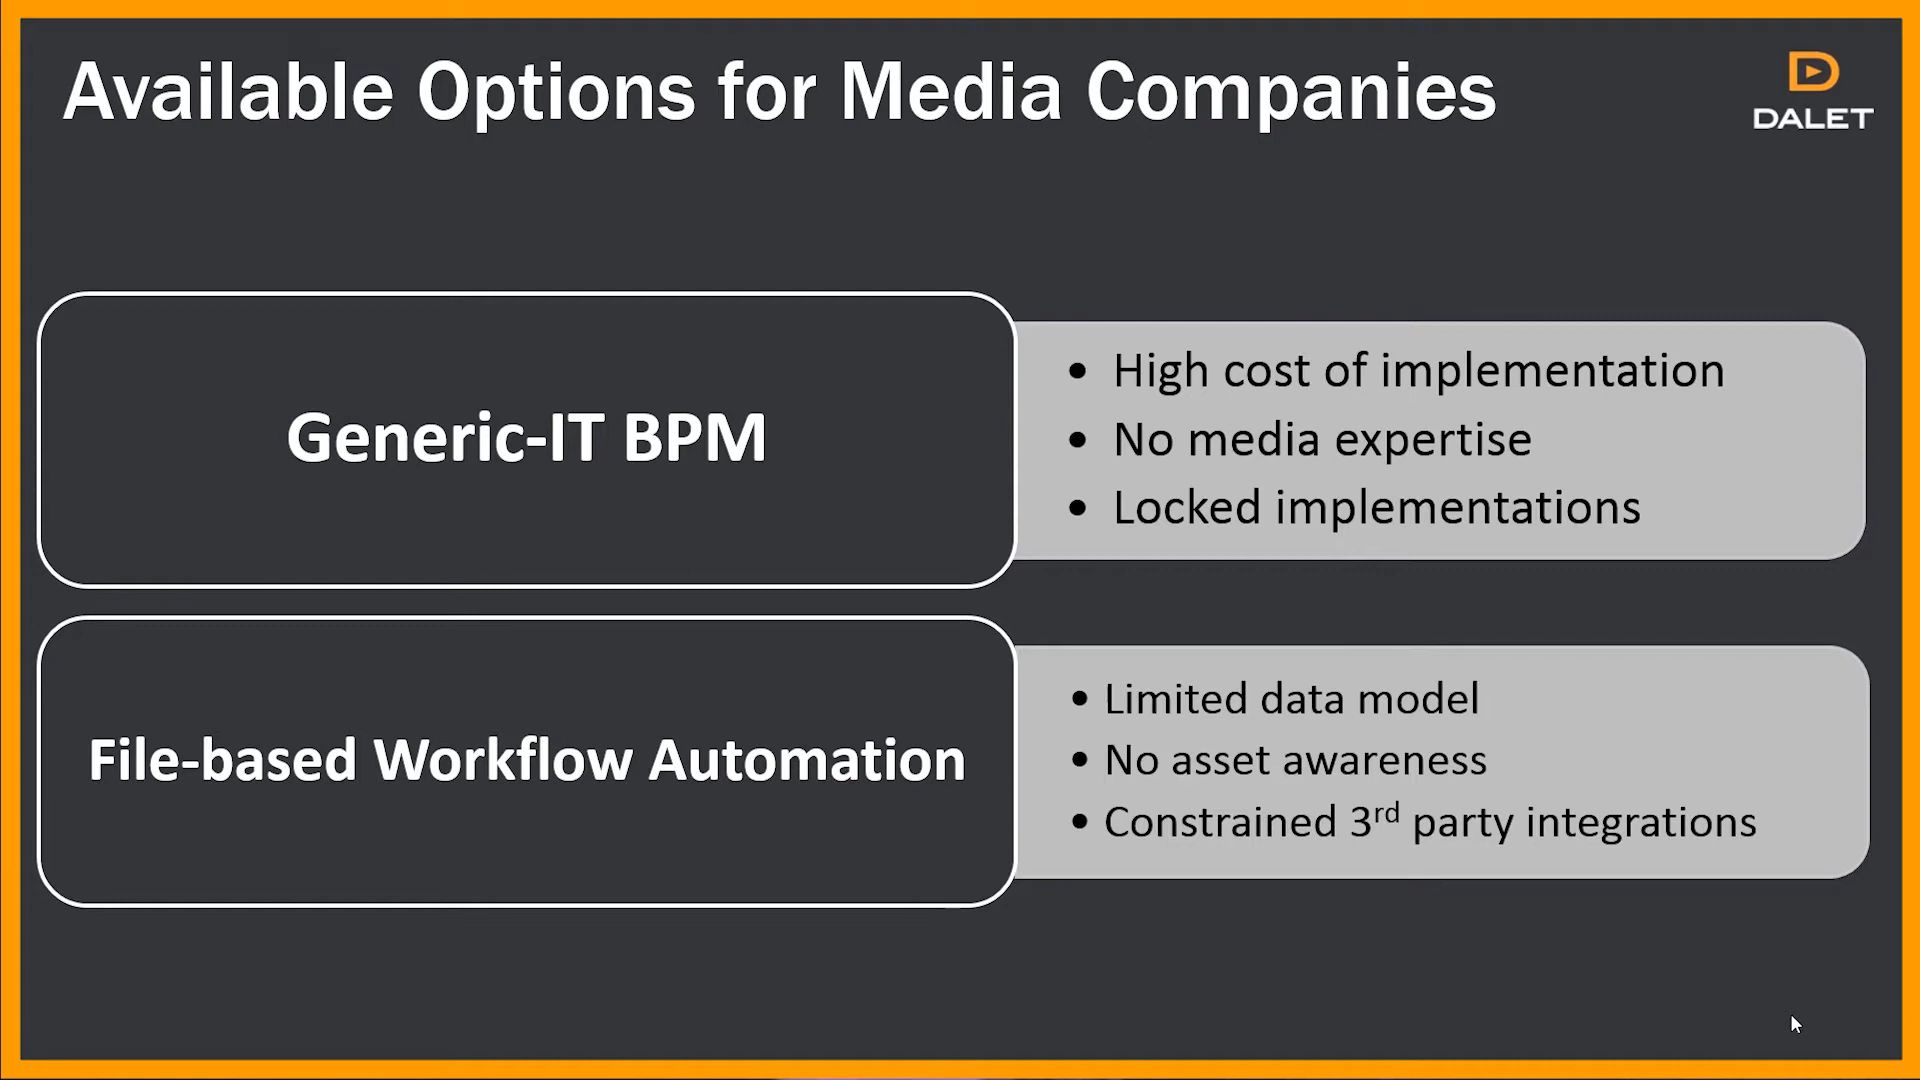 Available Options for Media Companies
DALET
Generic-IT BPM
• High cost of implementation
• No media expertise
• Locked implementations
File-based Workflow Automation
• Limited data model
• No asset awareness
• Constrained 3rd party integrations